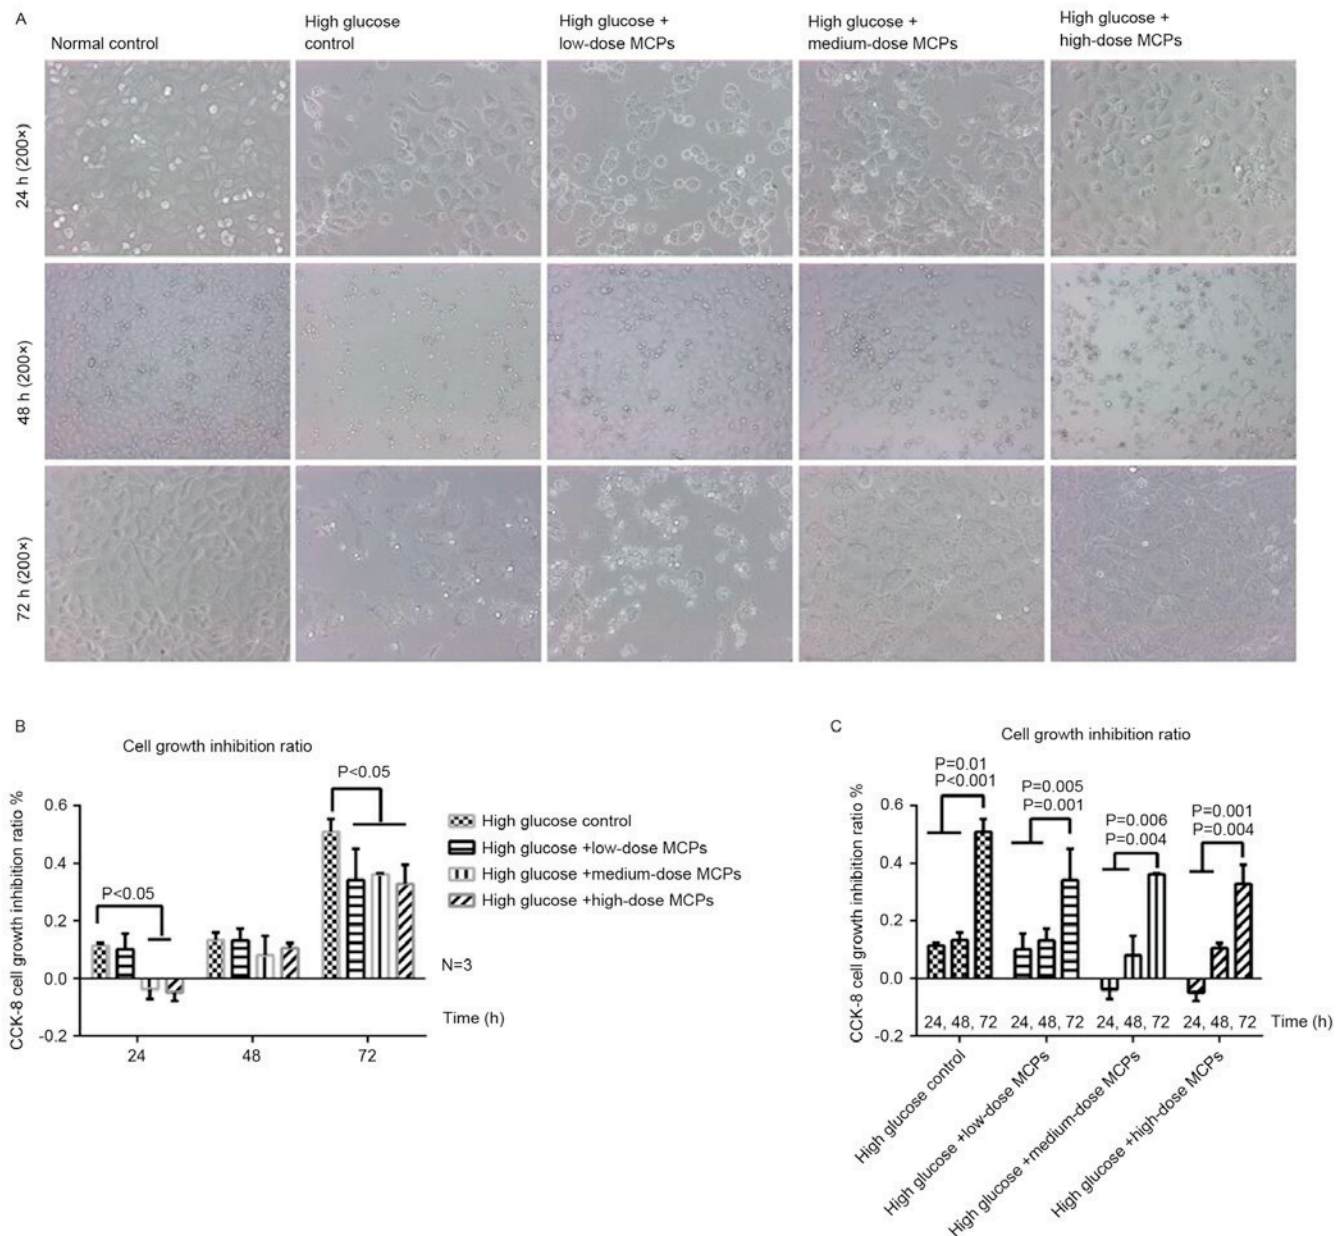 A
Normal control
High glucose
control
High glucose +
low-dose MCPs
High glucose +
medium-dose MCPs
High glucose +
high-dose MCPs
24 h (200×)
48 h (200×)
72 h (200×)
B
Cell growth inhibition ratio
CCK-8 cell growth inhibition ratio %
0.6
0.4
0.2
0.0
-0.2
P<0.05
P<0.05
24
48
72
High glucose control
High glucose +low-dose MCPs
High glucose +medium-dose MCPs
High glucose +high-dose MCPs
N=3
Time (h)
C
Cell growth inhibition ratio
CCK-8 cell growth inhibition ratio %
0.6
0.4
0.2
0.0
-0.2
P=0.01
P<0.001
P=0.005
P=0.001
P=0.006
P=0.004
P=0.001
P=0.004
24, 48, 72
24, 48, 72
24, 48, 72
24, 48, 72
Time (h)
High glucose control
High glucose +low-dose MCPs
High glucose +medium-dose MCPs
High glucose +high-dose MCPs